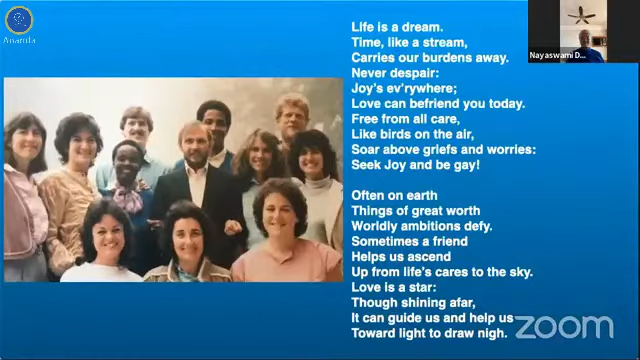 Ananda
Life is a dream.
Time, like a stream,
Carries our burdens away.
Never despair:
Joy's ev'rywhere;
Love can befriend you today.
Free from all care,
Like birds on the air,
Soar above griefs and worries:
Seek Joy and be gay!
Often on earth
Things of great worth
Worldly ambitions defy.
Sometimes a friend
Helps us ascend
Up from life's cares to the sky.
Love is a star:
Though shining afar,
It can guide us and help us
Toward light to draw nigh.
Nayaswami D...
zoom